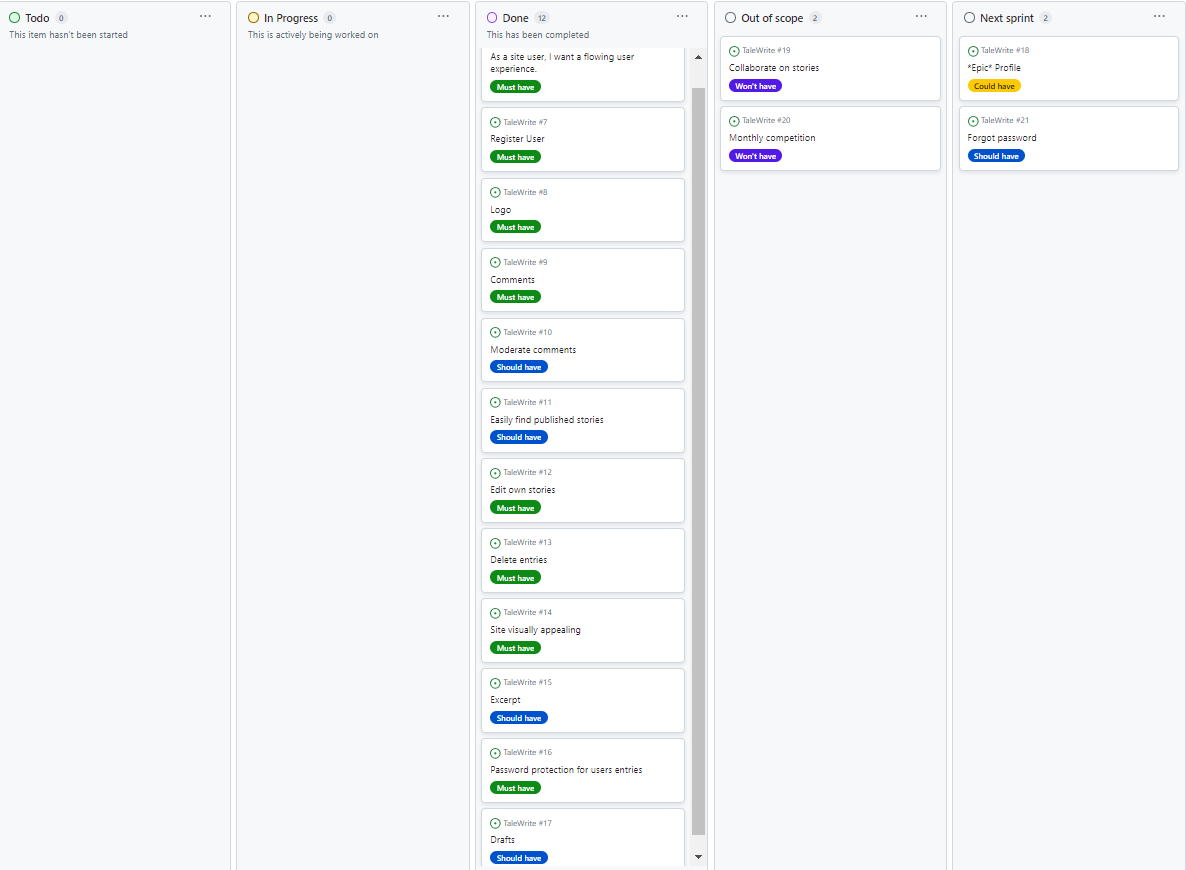 Todo 0
This item hasn't been started
In Progress 0
This is actively being worked on
Done 12
This has been completed
As a site user, I want a flowing user
experience.
Must have
TaleWrite #7
Register User
Must have
TaleWrite #8
Logo
Must have
TaleWrite #9
Comments
Must have
TaleWrite #10
Moderate comments
Should have
TaleWrite #11
Easily find published stories
Should have
TaleWrite #12
Edit own stories
Must have
TaleWrite #13
Delete entries
Must have
TaleWrite #14
Site visually appealing
Must have
TaleWrite #15
Excerpt
Should have
TaleWrite #16
Password protection for users entries
Must have
TaleWrite #17
Drafts
Should have
Out of scope 2
TaleWrite #19
Collaborate on stories
Won't have
TaleWrite #20
Monthly competition
Won't have
Next sprint 2
TaleWrite #18
*Epic* Profile
Could have
TaleWrite #21
Forgot password
Should have